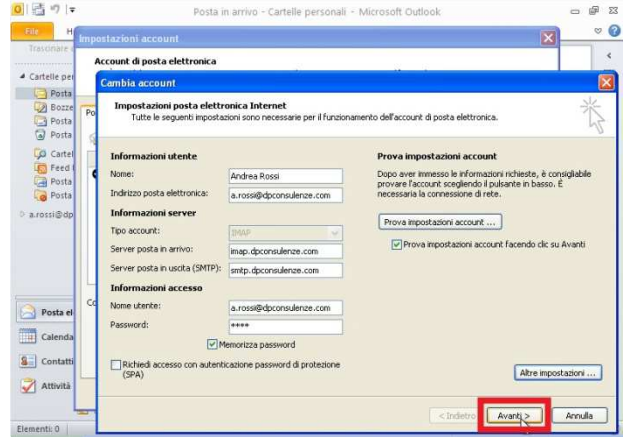 Posta in arrivo - Cartelle personali - Microsoft Outlook
File
Impostazioni account
Account di posta elettronica
Cartelle per
Posta
Bozze
Posta
Posta
Cartel
Feed
Posta
Posta
a.rossi@dp
Posta el
Calenda
Contatti
Attività
Elementi: 0
Cambia account
Impostazioni posta elettronica Internet
Tutte le seguenti impostazioni sono necessarie per il funzionamento dell'account di posta elettronica.
Informazioni utente
Nome: Andrea Rossi
Indirizzo posta elettronica: a.rossi@dpconsulenze.com
Informazioni server
Tipo account: IMAP
Server posta in arrivo: imap.dpconsulenze.com
Server posta in uscita (SMTP): smtp.dpconsulenze.com
Informazioni accesso
Nome utente: a.rossi@dpconsulenze.com
Password: ****
Memorizza password
Richiedi accesso con autenticazione password di protezione
(SPA)
Prova impostazioni account
Dopo aver immesso le informazioni richieste, è consigliabile
provare l'account scegliendo il pulsante in basso. È
necessaria la connessione di rete.
Prova impostazioni account ...
Prova impostazioni account facendo clic su Avanti
Altre impostazioni ...
< Indietro
Avanti >
Annulla